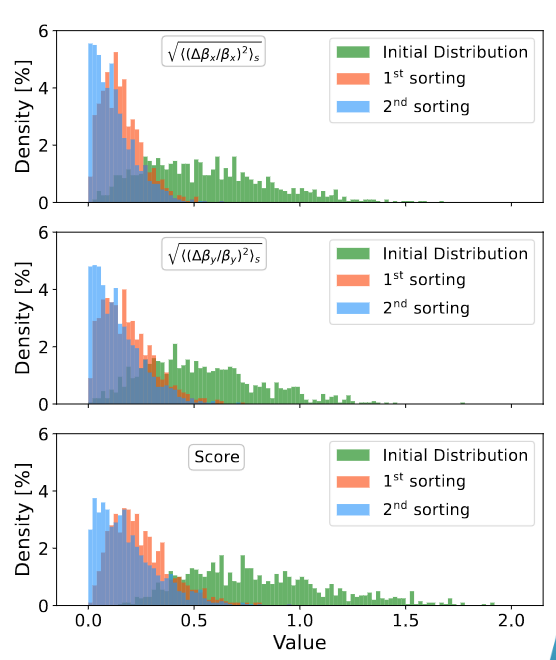 6
4
2
0
Density [%]
√⟨(Δβₓ/βₓ)²⟩ₛ
Initial Distribution
1st sorting
2nd sorting
6
4
2
0
Density [%]
√⟨(Δβᵧ/βᵧ)²⟩ₛ
Initial Distribution
1st sorting
2nd sorting
6
4
2
0
Density [%]
Score
Initial Distribution
1st sorting
2nd sorting
0.0 0.5 1.0 1.5 2.0
Value